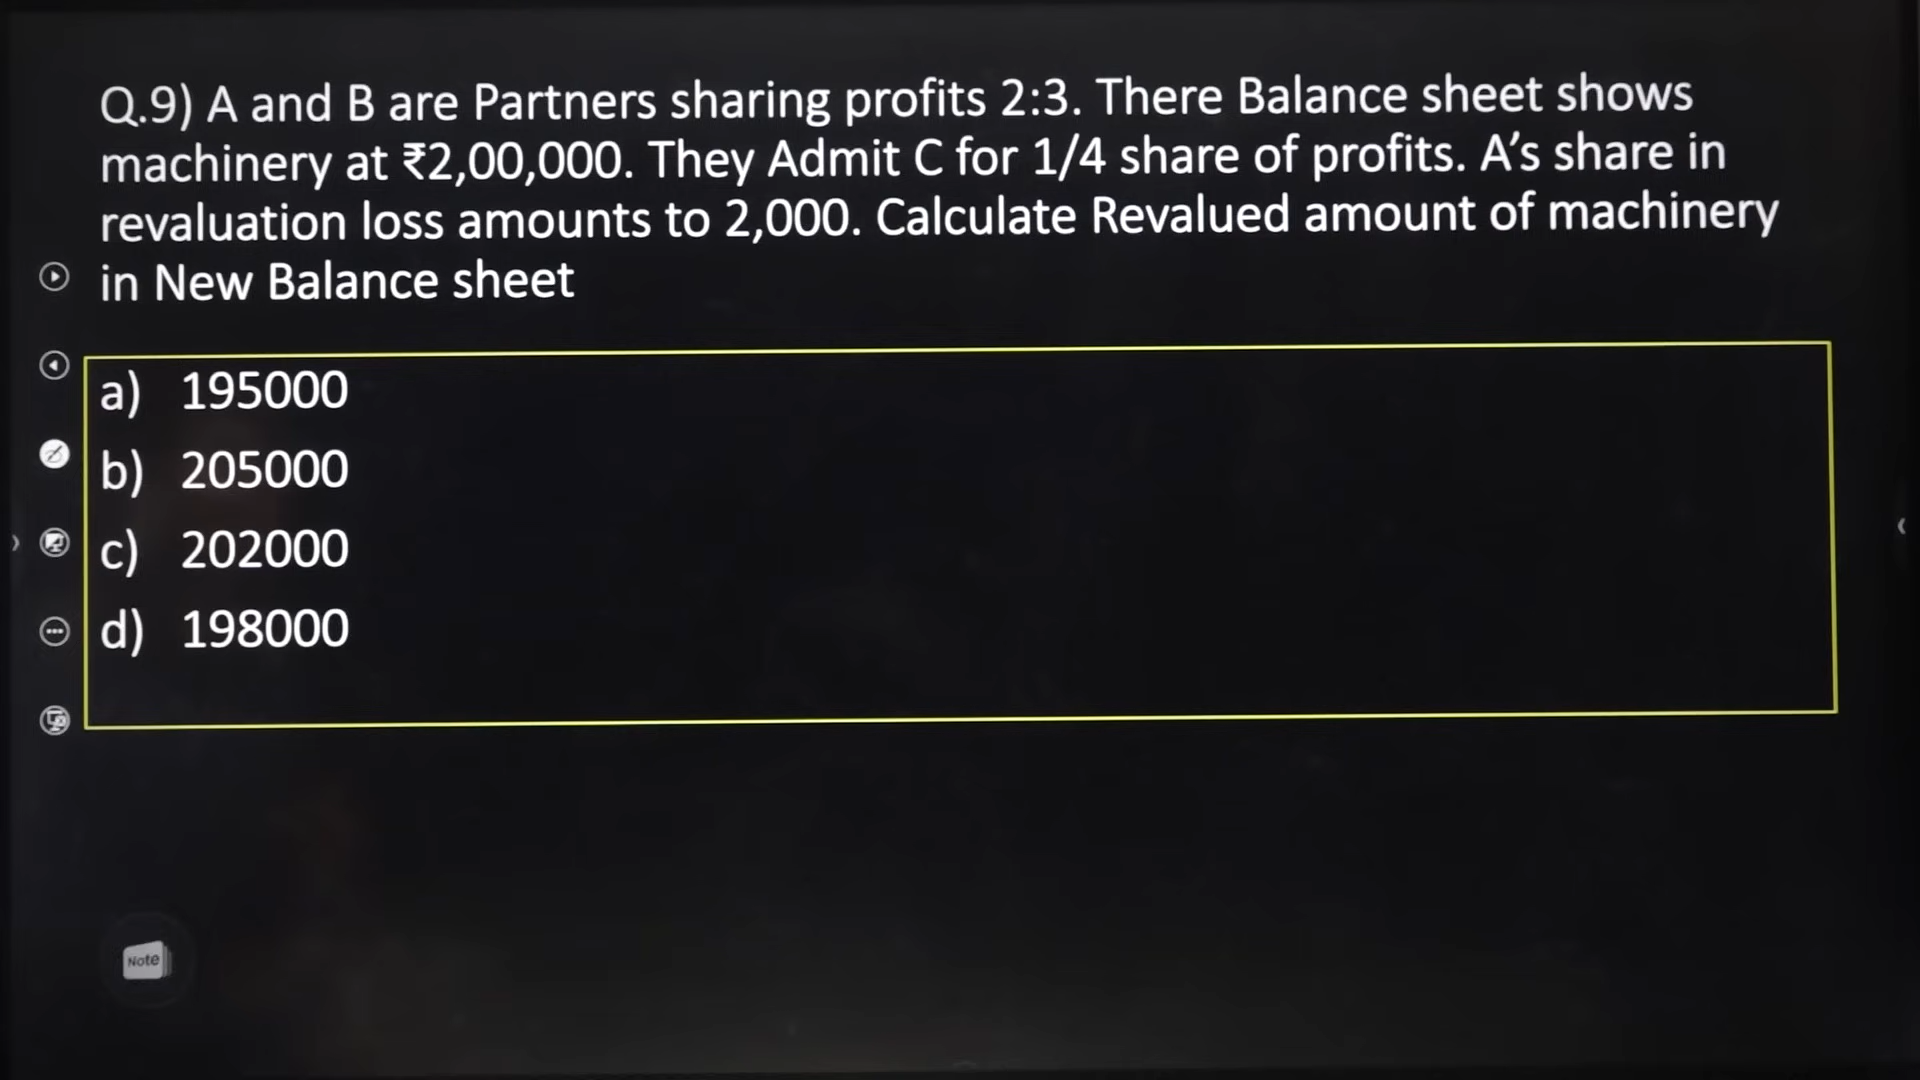 Q.9) A and B are Partners sharing profits 2:3. There Balance sheet shows
machinery at ₹2,00,000. They Admit C for 1/4 share of profits. A’s share in
revaluation loss amounts to 2,000. Calculate Revalued amount of machinery
in New Balance sheet
a) 195000
b) 205000
c) 202000
d) 198000
Note